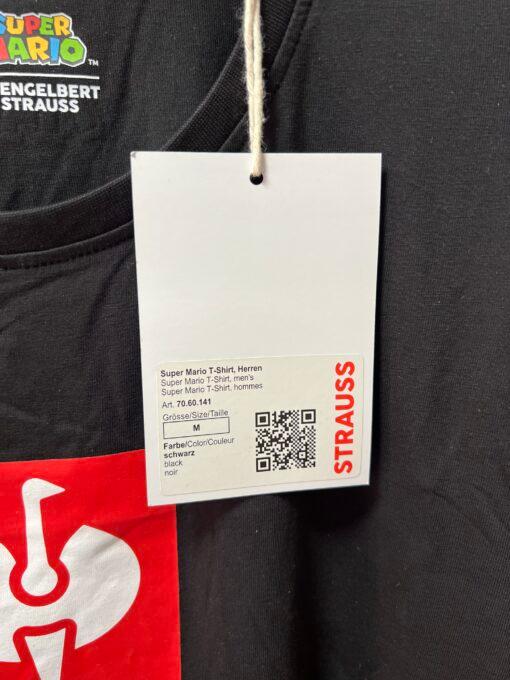 SUPER
MARIO™
ENGELBERT
STRAUSS
Super Mario T-Shirt, Herren
Super Mario T-Shirt, men's
Super Mario T-Shirt, hommes
Art. 70.60.141
Grösse/Size/Taille
M
Farbe/Color/Couleur
schwarz
black
noir
STRAUSS